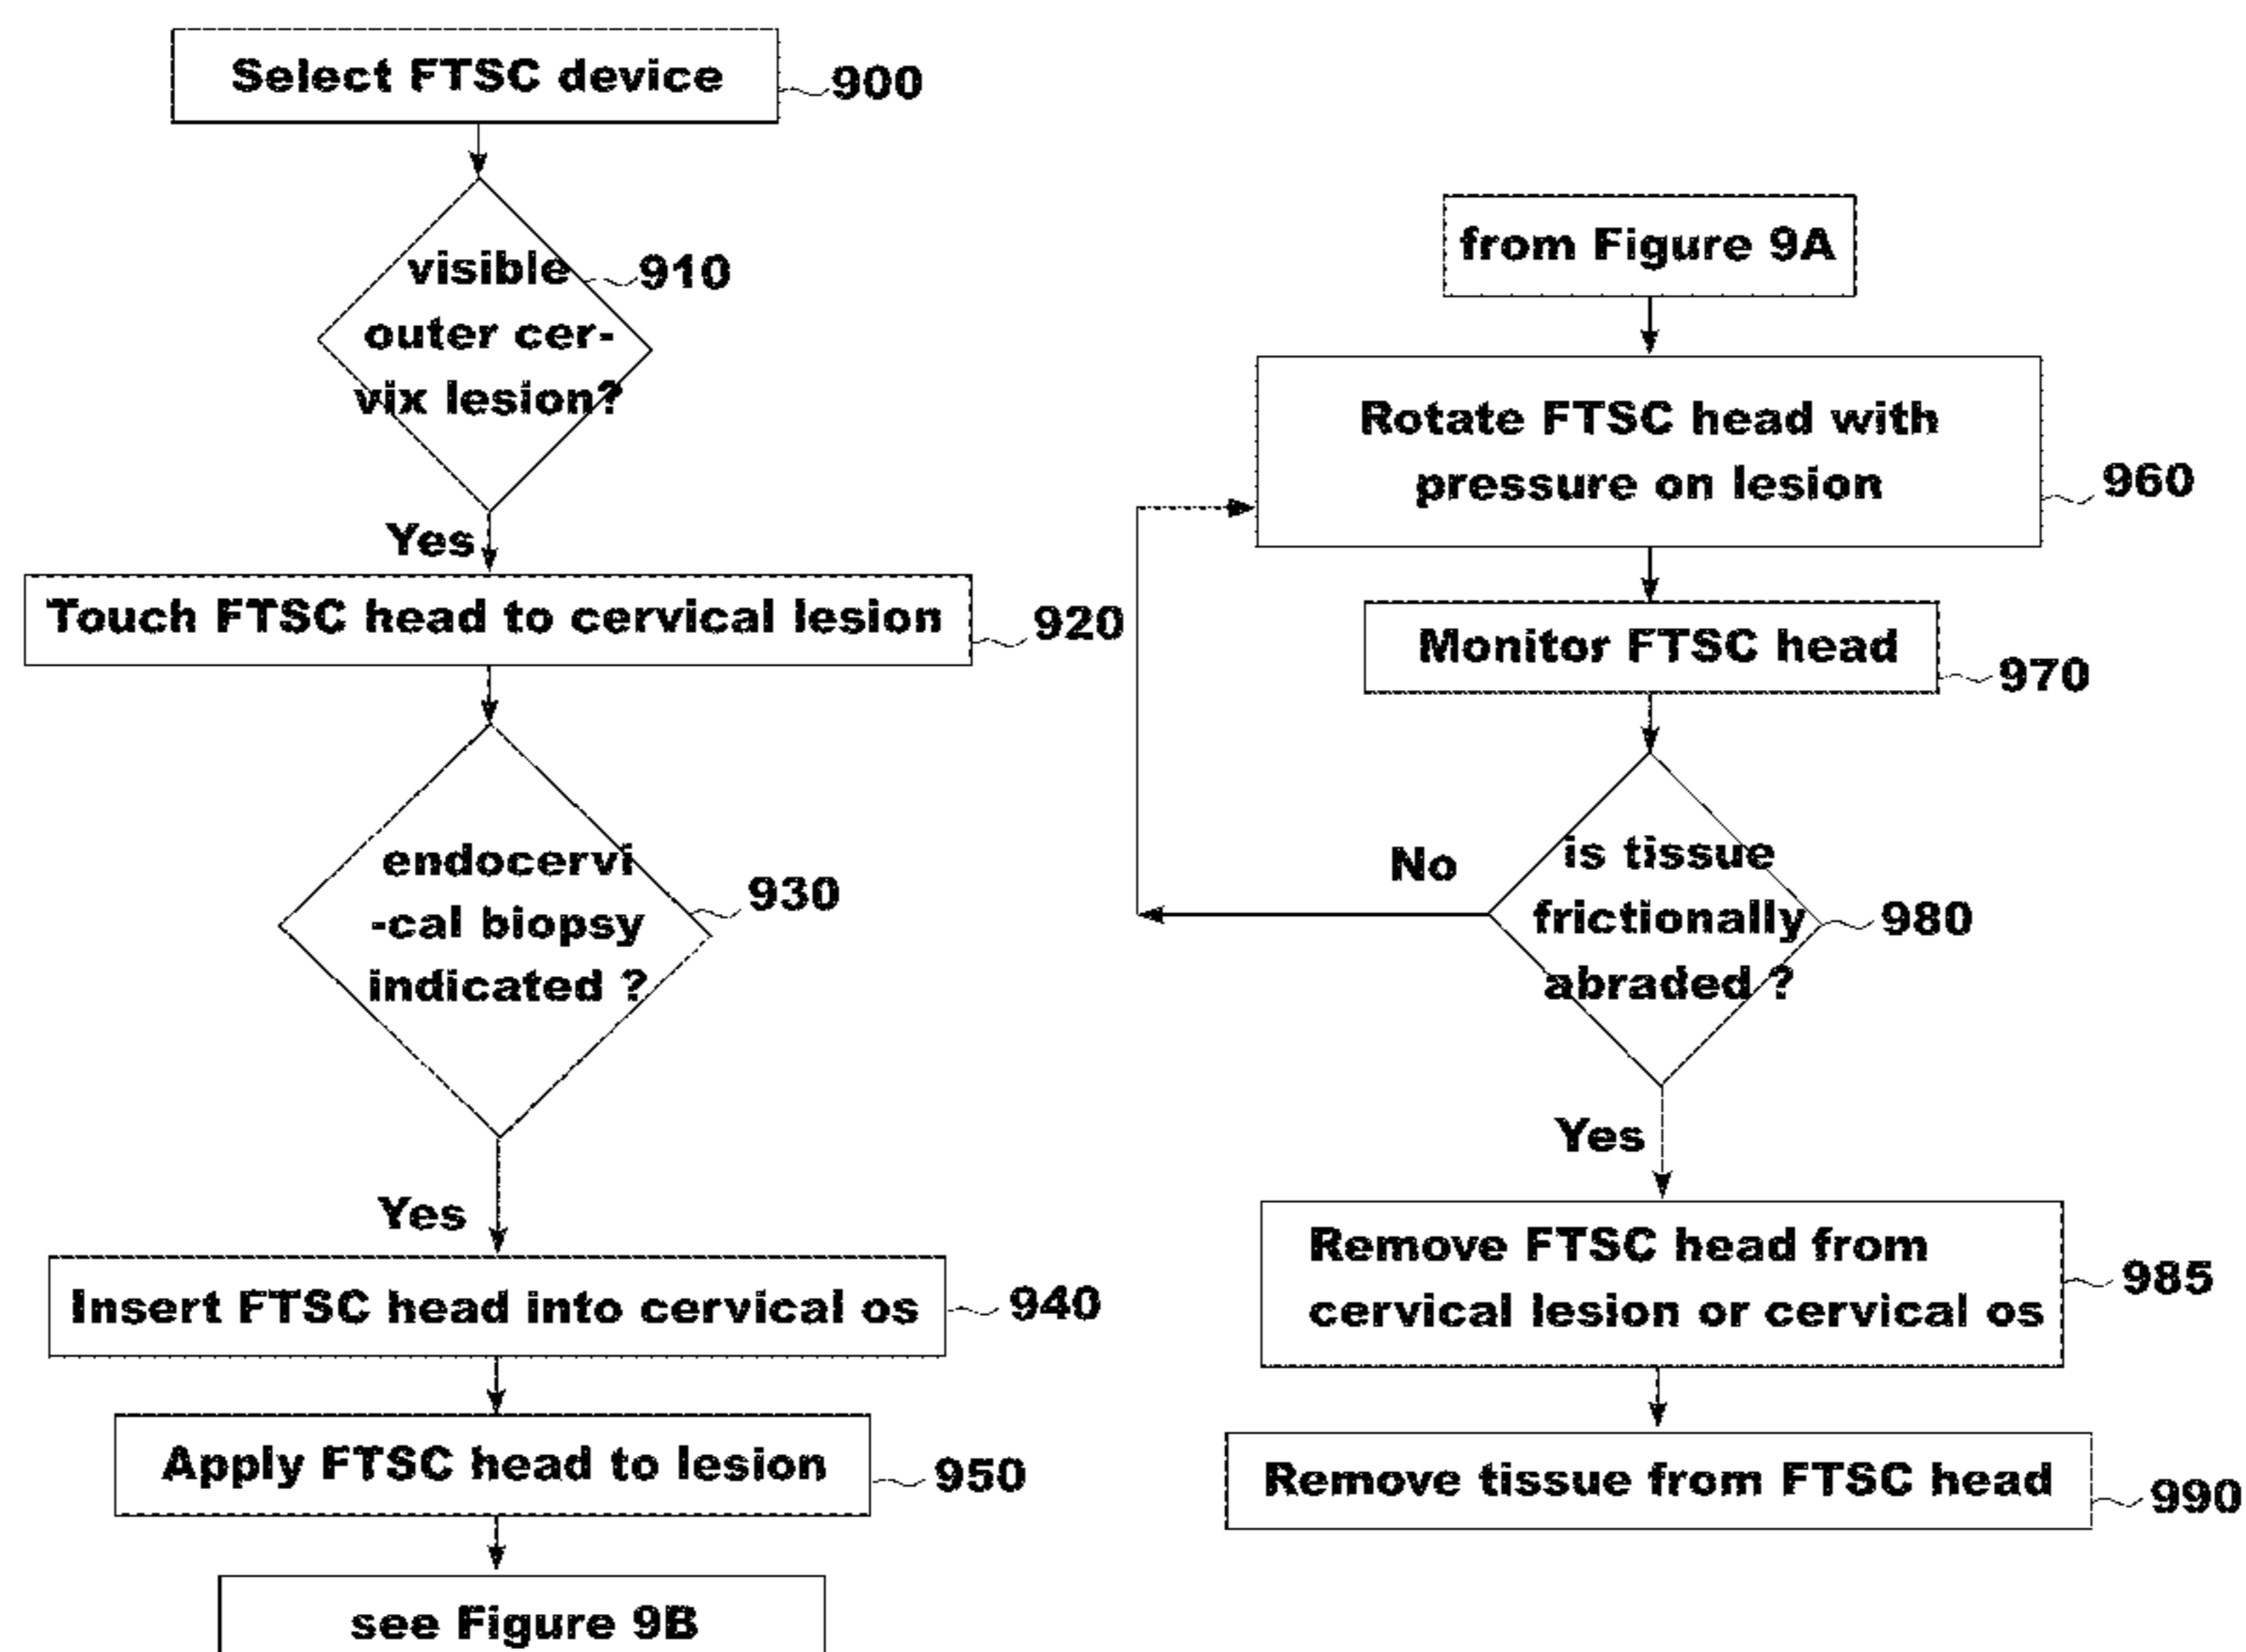 Select FTSC device
900
visible
outer cer-
vix lesion?
910
Yes
Touch FTSC head to cervical lesion
920
endocervi
-cal biopsy
indicated ?
930
Yes
Insert FTSC head into cervical os
940
Apply FTSC head to lesion
950
see Figure 9B
from Figure 9A
Rotate FTSC head with
pressure on lesion
960
Monitor FTSC head
970
is tissue
frictionally
abraded ?
980
No
Yes
Remove FTSC head from
cervical lesion or cervical os
985
Remove tissue from FTSC head
990